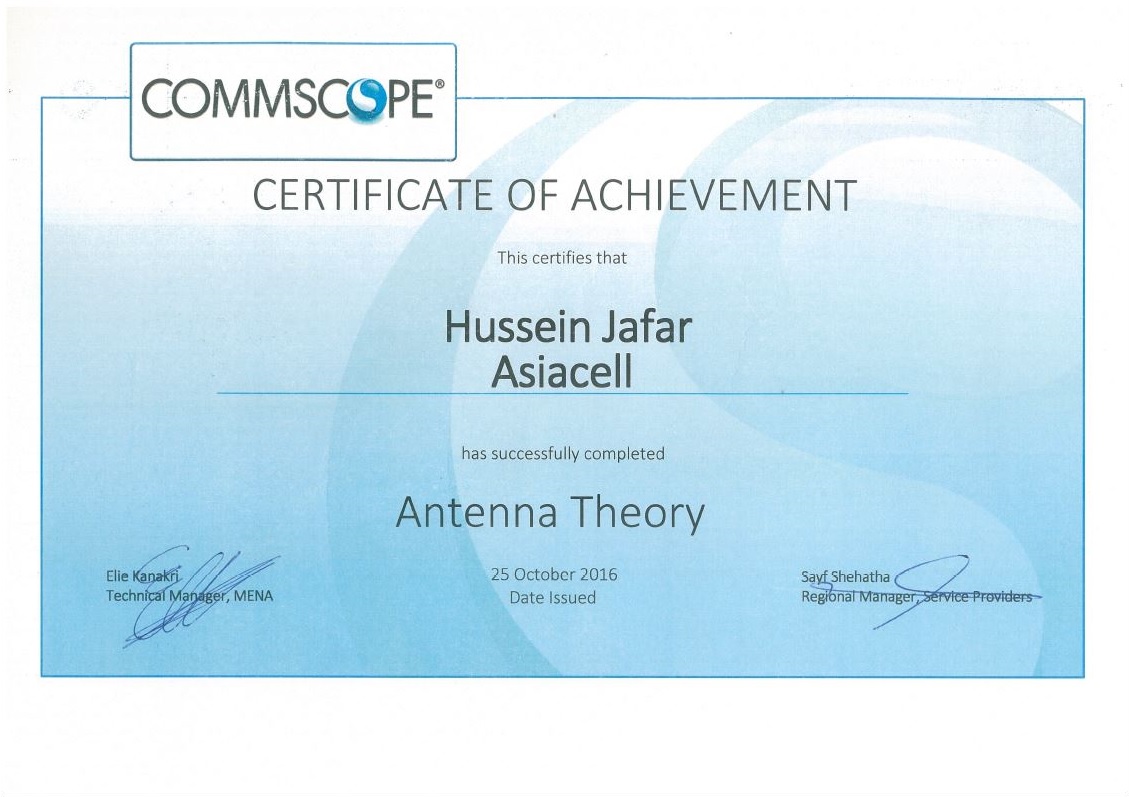 COMMSCOPE®
CERTIFICATE OF ACHIEVEMENT
This certifies that
Hussein Jafar
Asiacell
has successfully completed
Antenna Theory
Elie Kanakri
Technical Manager, MENA
25 October 2016
Date Issued
Sayf Shehatha
Regional Manager, Service Providers